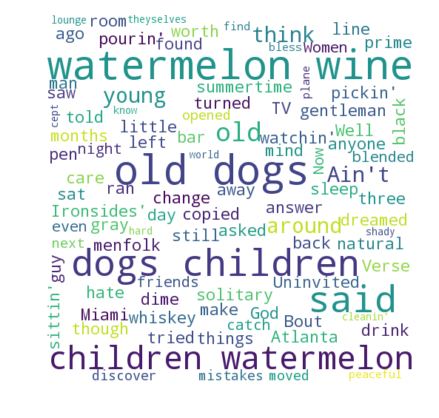 lounge room theyselves find line
ago pourin' worth think prime
man found bless Women
watermelon wine
saw young summertime plane pickin'
cept told know turned TV gentleman black
months little opened watchin' Well
pen night left bar old mind anyone blended
old dogs Ain't Now
care ran world away sleep three
Ironsides' change answer dreamed
sat day copied around
gray still asked back natural
next hard menfolk Uninvited shady Verse
dogs children
sittin' guy hate friends solitary God said
dime make Bout
Miami whiskey catch Atlanta drink
even though tried things cleanin'
children watermelon
discover mistakes moved peaceful